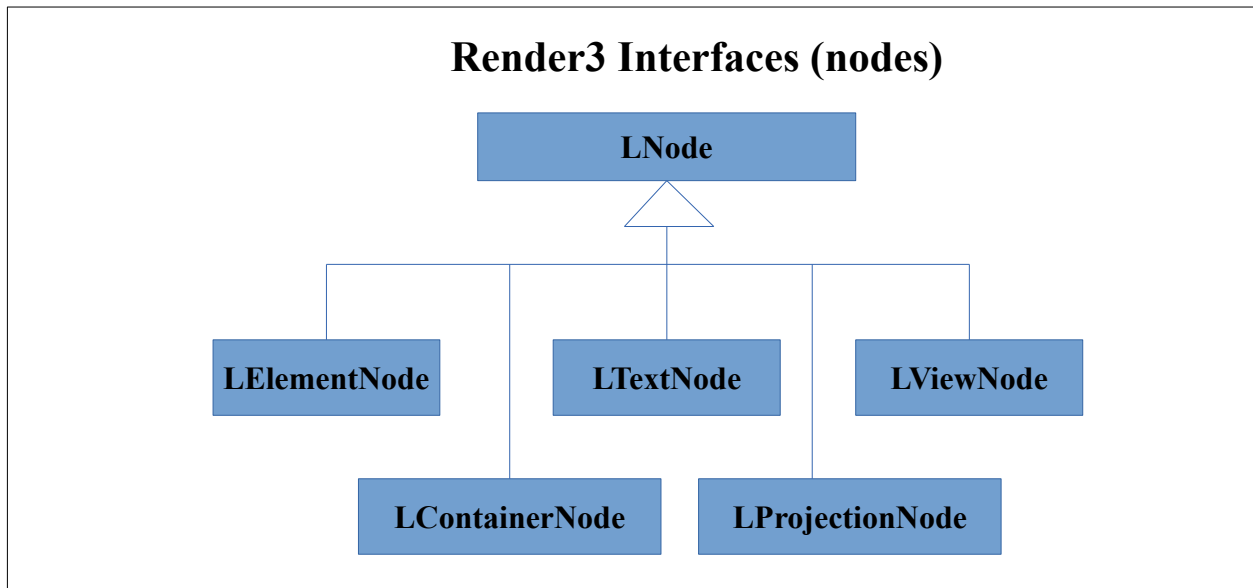 Render3 Interfaces (nodes)
LNode
LElementNode
LTextNode
LViewNode
LContainerNode
LProjectionNode